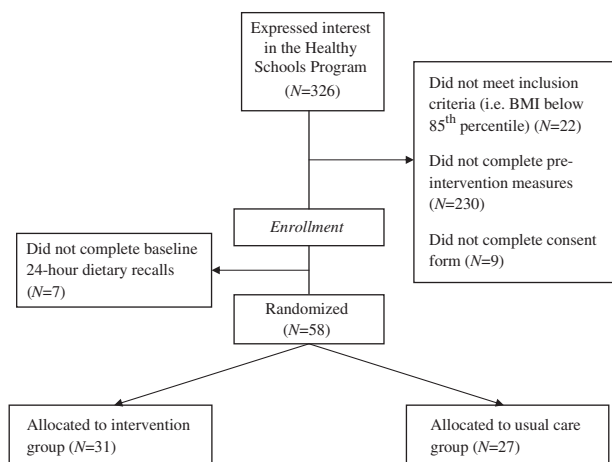 Expressed interest
in the Healthy
Schools Program
(N=326)
Did not meet inclusion
criteria (i.e. BMI below
85th percentile) (N=22)
Did not complete pre-
intervention measures
(N=230)
Did not complete consent
form (N=9)
Enrollment
Did not complete baseline
24-hour dietary recalls
(N=7)
Randomized
(N=58)
Allocated to intervention
group (N=31)
Allocated to usual care
group (N=27)